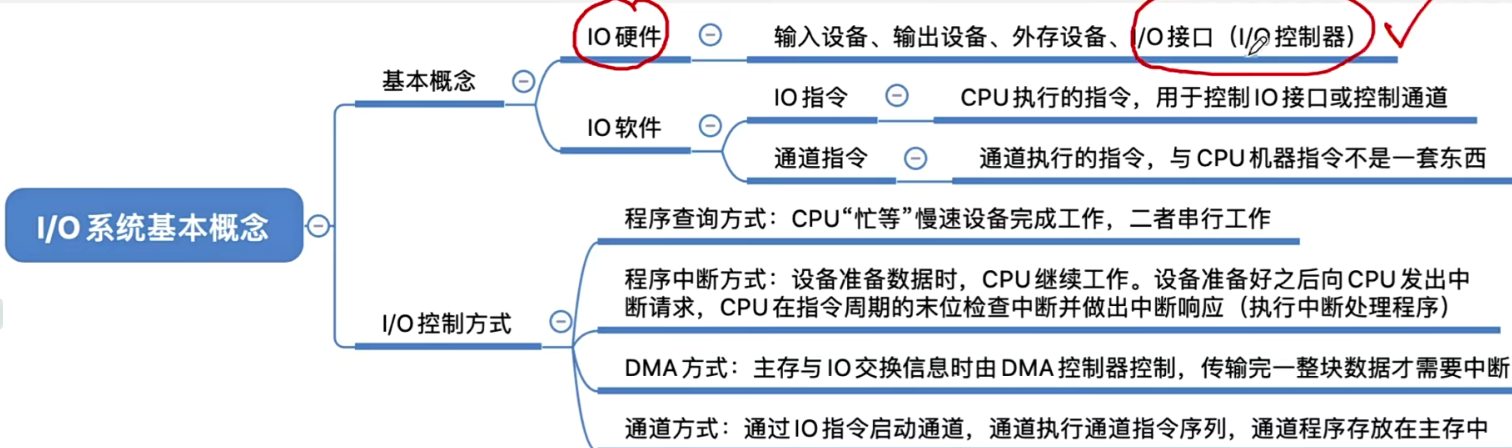 IO硬件
输入设备、输出设备、外存设备、I/O接口（I/O控制器）
基本概念
IO指令
CPU执行的指令，用于控制IO接口或控制通道
IO软件
通道指令
通道执行的指令，与CPU机器指令不是一套东西
I/O系统基本概念
程序查询方式：CPU“忙等”慢速设备完成工作，二者串行工作
程序中断方式：设备准备数据时，CPU继续工作。设备准备好之后向CPU发出中
断请求，CPU在指令周期的末位检查中断并做出中断响应（执行中断处理程序）
I/O控制方式
DMA方式：主存与IO交换信息时由DMA控制器控制，传输完一整块数据才需要中断
通道方式：通过IO指令启动通道，通道执行通道指令序列，通道程序存放在主存中